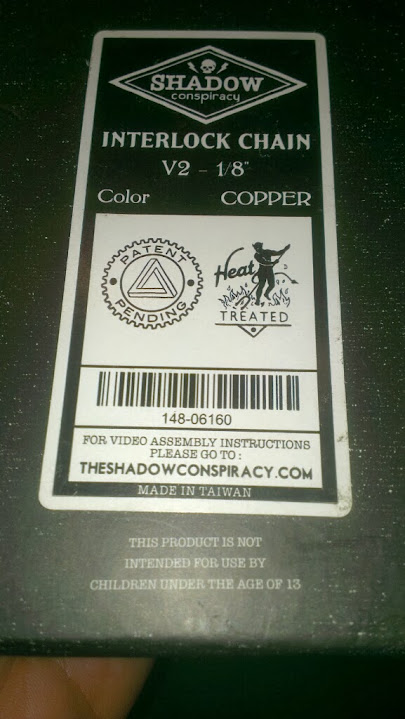 SHADOW
conspiracy
INTERLOCK CHAIN
V2 - 1/8"
Color COPPER
PATENT
PENDING
Heat
TREATED
148-06160
FOR VIDEO ASSEMBLY INSTRUCTIONS
PLEASE GO TO :
THESHADOWCONSPIRACY.COM
MADE IN TAIWAN
THIS PRODUCT IS NOT
INTENDED FOR USE BY
CHILDREN UNDER THE AGE OF 13